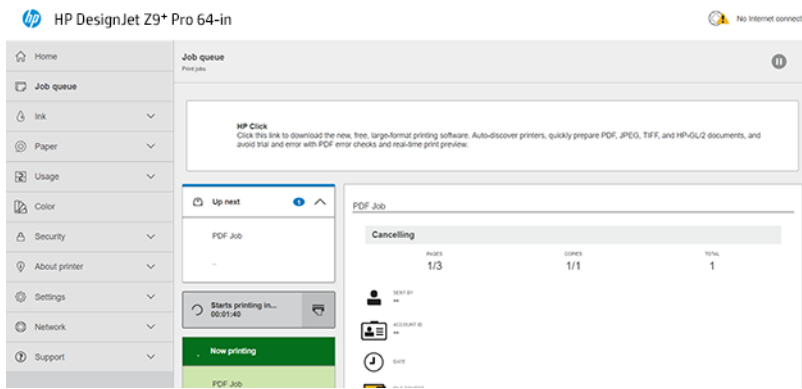 hp HP DesignJet Z9+ Pro 64-in
No Internet connect
Home
Job queue
Ink
Paper
Usage
Color
Security
About printer
Settings
Network
Support
Job queue
Print jobs
HP Click
Click this link to download the new, free, large-format printing software. Auto-discover printers, quickly prepare PDF, JPEG, TIFF, and HP-GL/2 documents, and
avoid trial and error with PDF error checks and real-time print preview.
Up next 1
PDF Job
--
Starts printing in...
00:01:40
Now printing
PDF Job
PDF Job
Cancelling
PAGES COPIES TOTAL
1/3 1/1 1
SENT BY
--
ACCOUNT ID
--
DATE